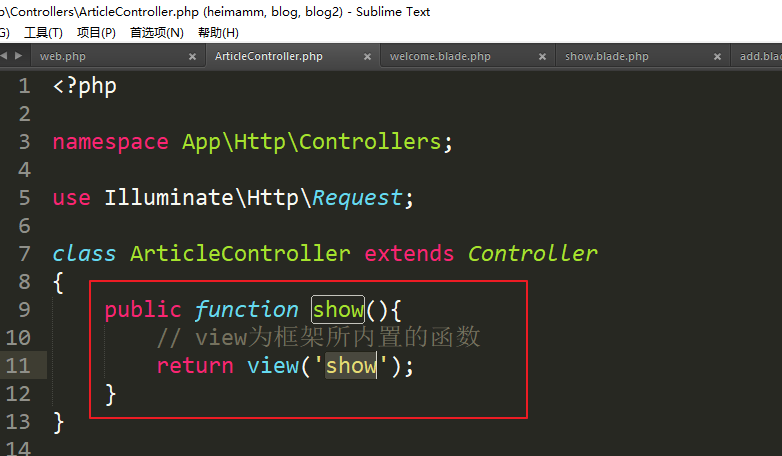 p\Controllers\ArticleController.php (heimamm, blog, blog2) - Sublime Text
G) 工具(T) 项目(P) 首选项(N) 帮助(H)
web.php × ArticleController.php × welcome.blade.php × show.blade.php × add.blad
1 <?php
2
3 namespace App\Http\Controllers;
4
5 use Illuminate\Http\Request;
6
7 class ArticleController extends Controller
8 {
9 public function show(){
10 // view为框架所内置的函数
11 return view('show');
12 }
13 }
14